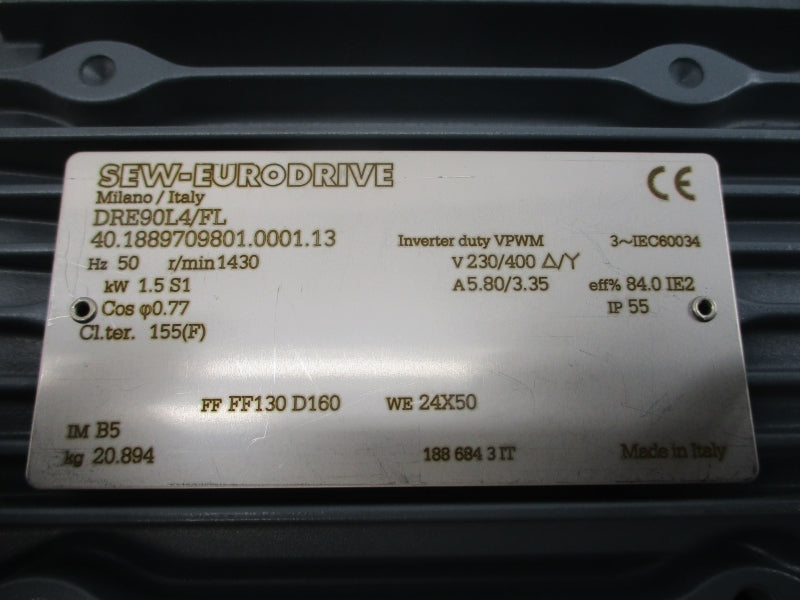 SEW-EURODRIVE CE
Milano / Italy
DRE90L4/FL
40.1889709801.0001.13 Inverter duty VPWM 3~IEC60034
Hz 50 r/min 1430 V 230/400 △/Y
kW 1.5 S1 A 5.80/3.35 eff% 84.0 IE2
Cos φ0.77 IP 55
Cl.ter. 155(F)
FF FF130 D160 WE 24X50
IM B5
kg 20.894 188 684 3 IT Made in Italy